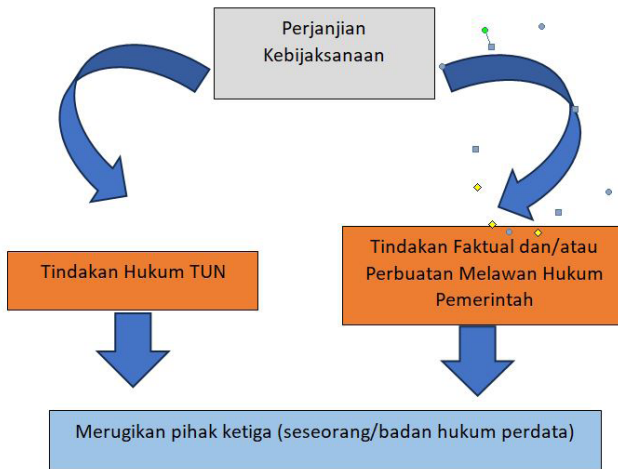 Perjanjian
Kebijaksanaan
Tindakan Hukum TUN
Tindakan Faktual dan/atau
Perbuatan Melawan Hukum
Pemerintah
Merugikan pihak ketiga (seseorang/badan hukum perdata)